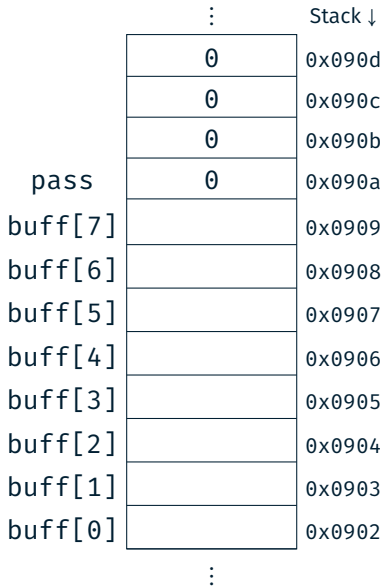 ⋮ Stack ↓
0 0x090d
0 0x090c
0 0x090b
pass 0 0x090a
buff[7] 0x0909
buff[6] 0x0908
buff[5] 0x0907
buff[4] 0x0906
buff[3] 0x0905
buff[2] 0x0904
buff[1] 0x0903
buff[0] 0x0902
⋮